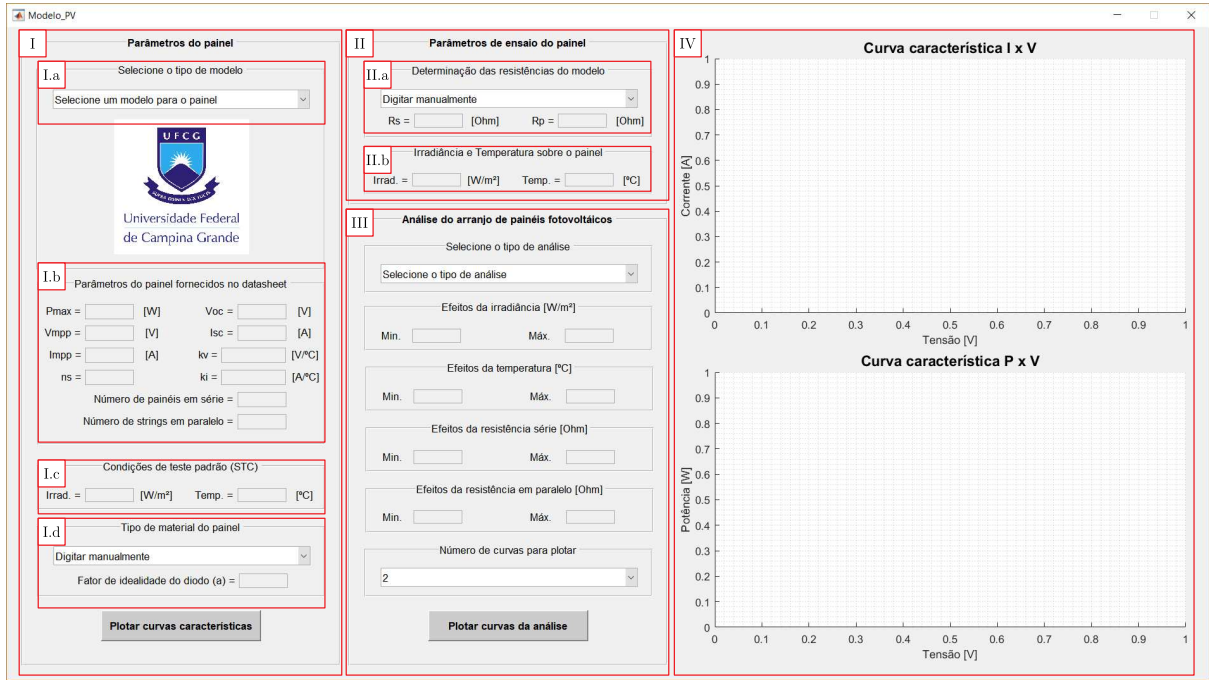 Modelo_PV
I
Parâmetros do painel
I.a
Selecione o tipo de modelo
Selecione um modelo para o painel
UFCG
Universidade Federal
de Campina Grande
I.b
Parâmetros do painel fornecidos no datasheet
Pmax = [W] Voc = [V]
Vmpp = [V] Isc = [A]
Impp = [A] kv = [V/ºC]
ns = ki = [A/ºC]
Número de painéis em série =
Número de strings em paralelo =
I.c
Condições de teste padrão (STC)
Irrad. = [W/m²] Temp. = [ºC]
I.d
Tipo de material do painel
Digitar manualmente
Fator de idealidade do diodo (a) =
Plotar curvas características
II
Parâmetros de ensaio do painel
II.a
Determinação das resistências do modelo
Digitar manualmente
Rs = [Ohm] Rp = [Ohm]
II.b
Irradiância e Temperatura sobre o painel
Irrad. = [W/m²] Temp. = [ºC]
III
Análise do arranjo de painéis fotovoltáicos
Selecione o tipo de análise
Selecione o tipo de análise
Efeitos da irradiância [W/m²]
Min. Máx.
Efeitos da temperatura [ºC]
Min. Máx.
Efeitos da resistência série [Ohm]
Min. Máx.
Efeitos da resistência em paralelo [Ohm]
Min. Máx.
Número de curvas para plotar
2
Plotar curvas da análise
IV
Curva característica I x V
Corrente [A]
1
0.9
0.8
0.7
0.6
0.5
0.4
0.3
0.2
0.1
0
0 0.1 0.2 0.3 0.4 0.5 0.6 0.7 0.8 0.9 1
Tensão [V]
Curva característica P x V
Potência [W]
1
0.9
0.8
0.7
0.6
0.5
0.4
0.3
0.2
0.1
0
0 0.1 0.2 0.3 0.4 0.5 0.6 0.7 0.8 0.9 1
Tensão [V]